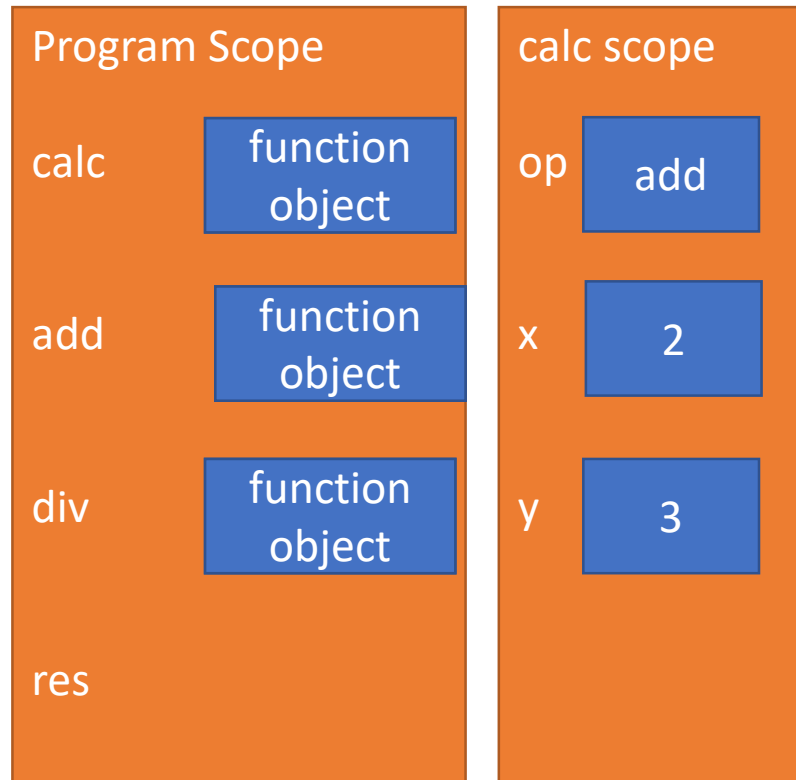 Program Scope
calc
function
object
add
function
object
div
function
object
res
calc scope
op
add
x
2
y
3